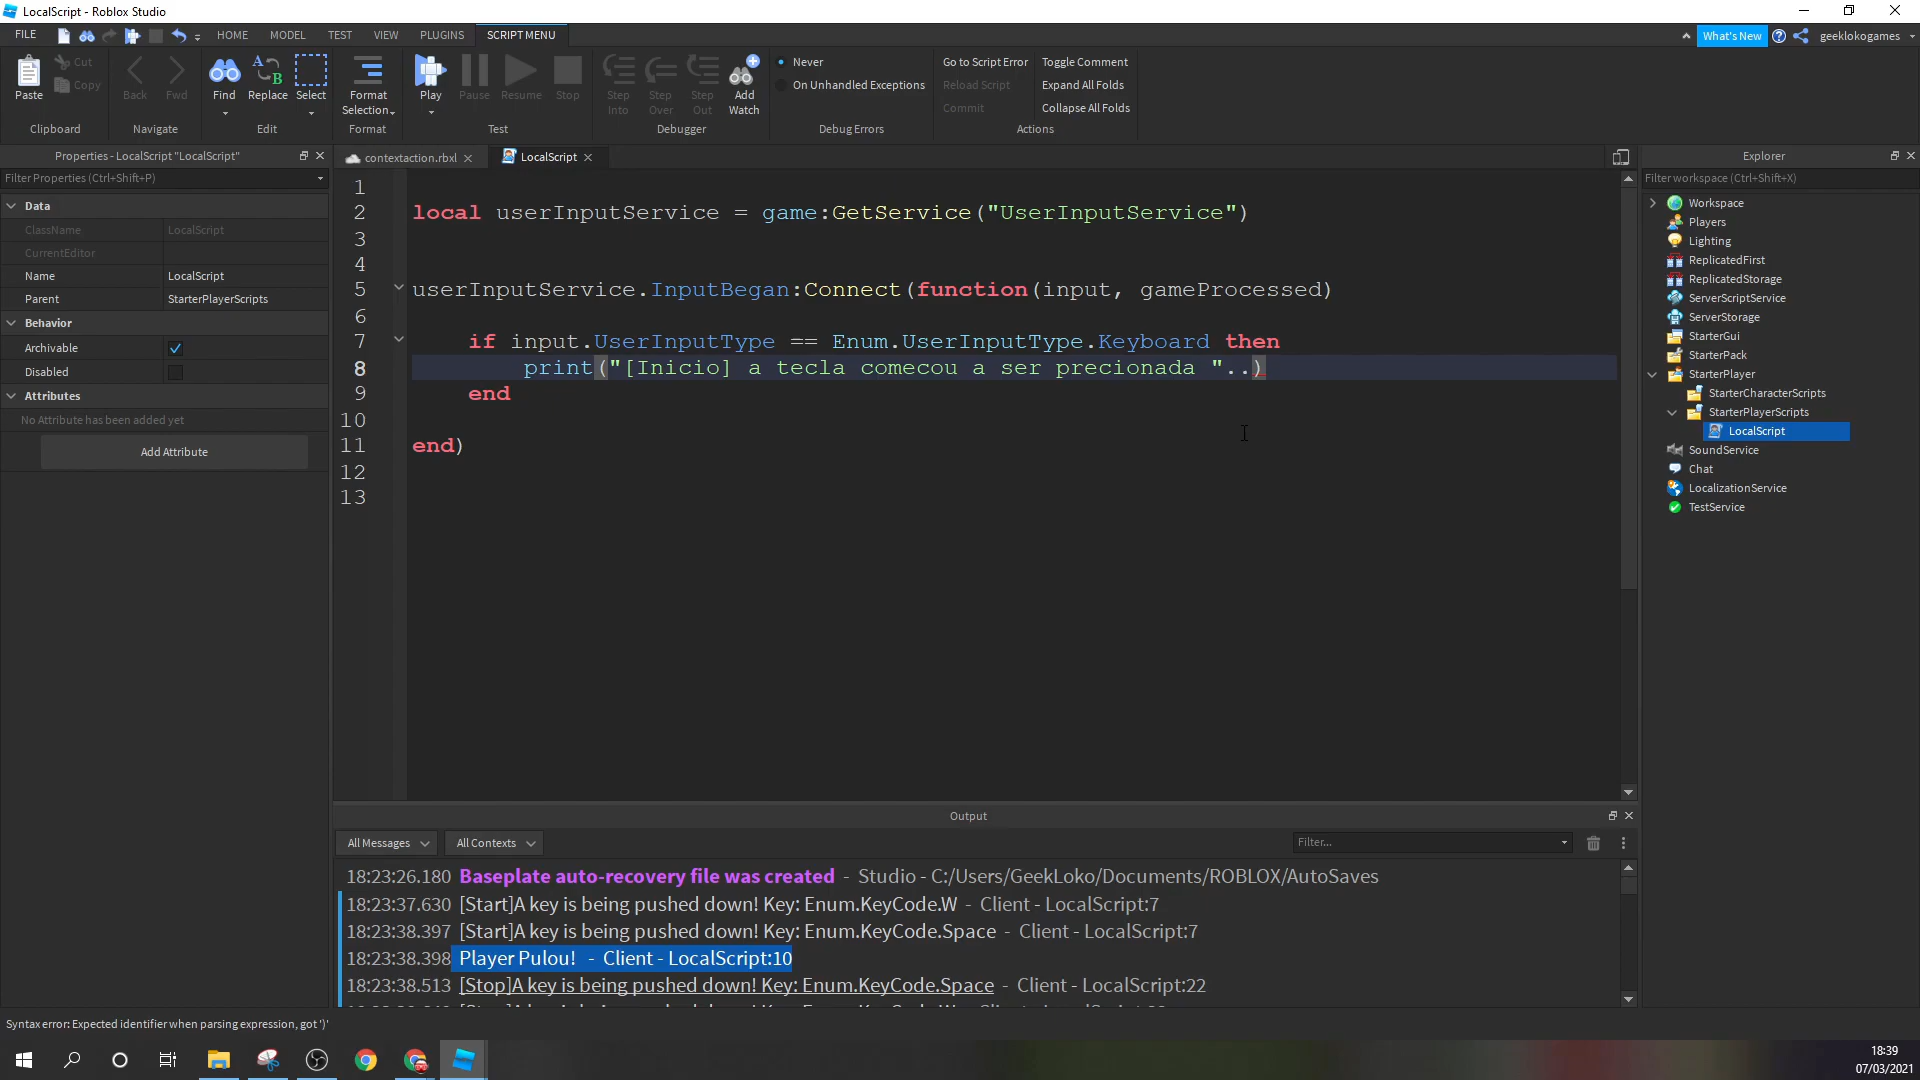 LocalScript - Roblox Studio
FILE HOME MODEL TEST VIEW PLUGINS SCRIPT MENU What's New geeklokogames
Paste Cut Copy Back Fwd Find Replace Select Format Selection Play Pause Resume Stop Step Into Step Over Step Out Add Watch
Never
On Unhandled Exceptions
Go to Script Error Toggle Comment
Reload Script Expand All Folds
Commit Collapse All Folds
Clipboard Navigate Edit Format Test Debugger Debug Errors Actions
Properties - LocalScript "LocalScript"
Filter Properties (Ctrl+Shift+P)
Data
ClassName LocalScript
CurrentEditor
Name LocalScript
Parent StarterPlayerScripts
Behavior
Archivable
Disabled
Attributes
No Attribute has been added yet
Add Attribute
contextaction.rbxl LocalScript
1
2 local userInputService = game:GetService("UserInputService")
3
4
5 userInputService.InputBegan:Connect(function(input, gameProcessed)
6
7 if input.UserInputType == Enum.UserInputType.Keyboard then
8 print("[Inicio] a tecla comecou a ser precionada "..)
9 end
10
11 end)
12
13
Output
All Messages All Contexts Filter...
18:23:26.180 Baseplate auto-recovery file was created - Studio - C:/Users/GeekLoko/Documents/ROBLOX/AutoSaves
18:23:37.630 [Start]A key is being pushed down! Key: Enum.KeyCode.W - Client - LocalScript:7
18:23:38.397 [Start]A key is being pushed down! Key: Enum.KeyCode.Space - Client - LocalScript:7
18:23:38.398 Player Pulou! - Client - LocalScript:10
18:23:38.513 [Stop]A key is being pushed down! Key: Enum.KeyCode.Space - Client - LocalScript:22
Explorer
Filter workspace (Ctrl+Shift+X)
Workspace
Players
Lighting
ReplicatedFirst
ReplicatedStorage
ServerScriptService
ServerStorage
StarterGui
StarterPack
StarterPlayer
StarterCharacterScripts
StarterPlayerScripts
LocalScript
SoundService
Chat
LocalizationService
TestService
Syntax error: Expected identifier when parsing expression, got ')'
18:39
07/03/2021